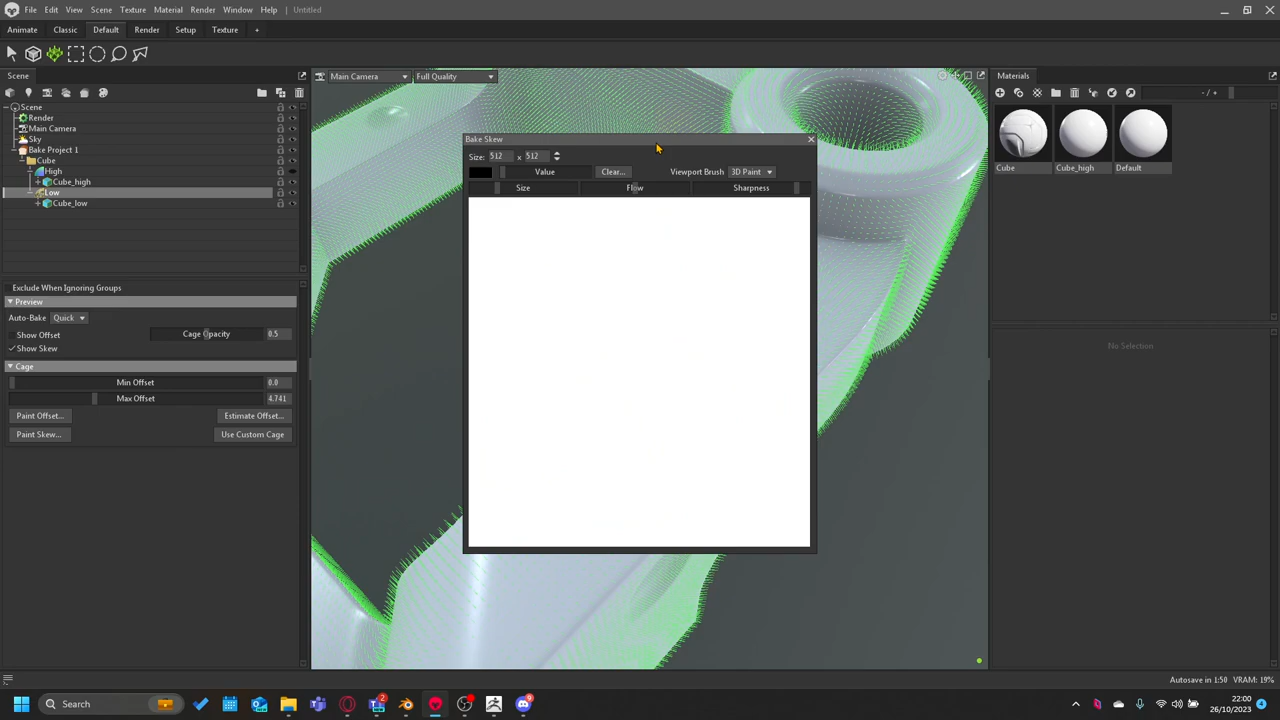 File Edit View Scene Texture Material Render Window Help Untitled
Animate Classic Default Render Setup Texture +
Scene
Main Camera Full Quality
Materials
- / +
Scene
Render
Main Camera
Sky
Bake Project 1
Cube
High
Cube_high
Low
Cube_low
Exclude When Ignoring Groups
Preview
Auto-Bake Quick
Show Offset Cage Opacity 0.5
Show Skew
Cage
Min Offset 0.0
Max Offset 4.741
Paint Offset... Estimate Offset...
Paint Skew... Use Custom Cage
Bake Skew
Size: 512 x 512
Value Clear... Viewport Brush 3D Paint
Size Flow Sharpness
Cube Cube_high Default
No Selection
Autosave in 1:50 VRAM: 19%
Search
2
9
22:00
26/10/2023
4